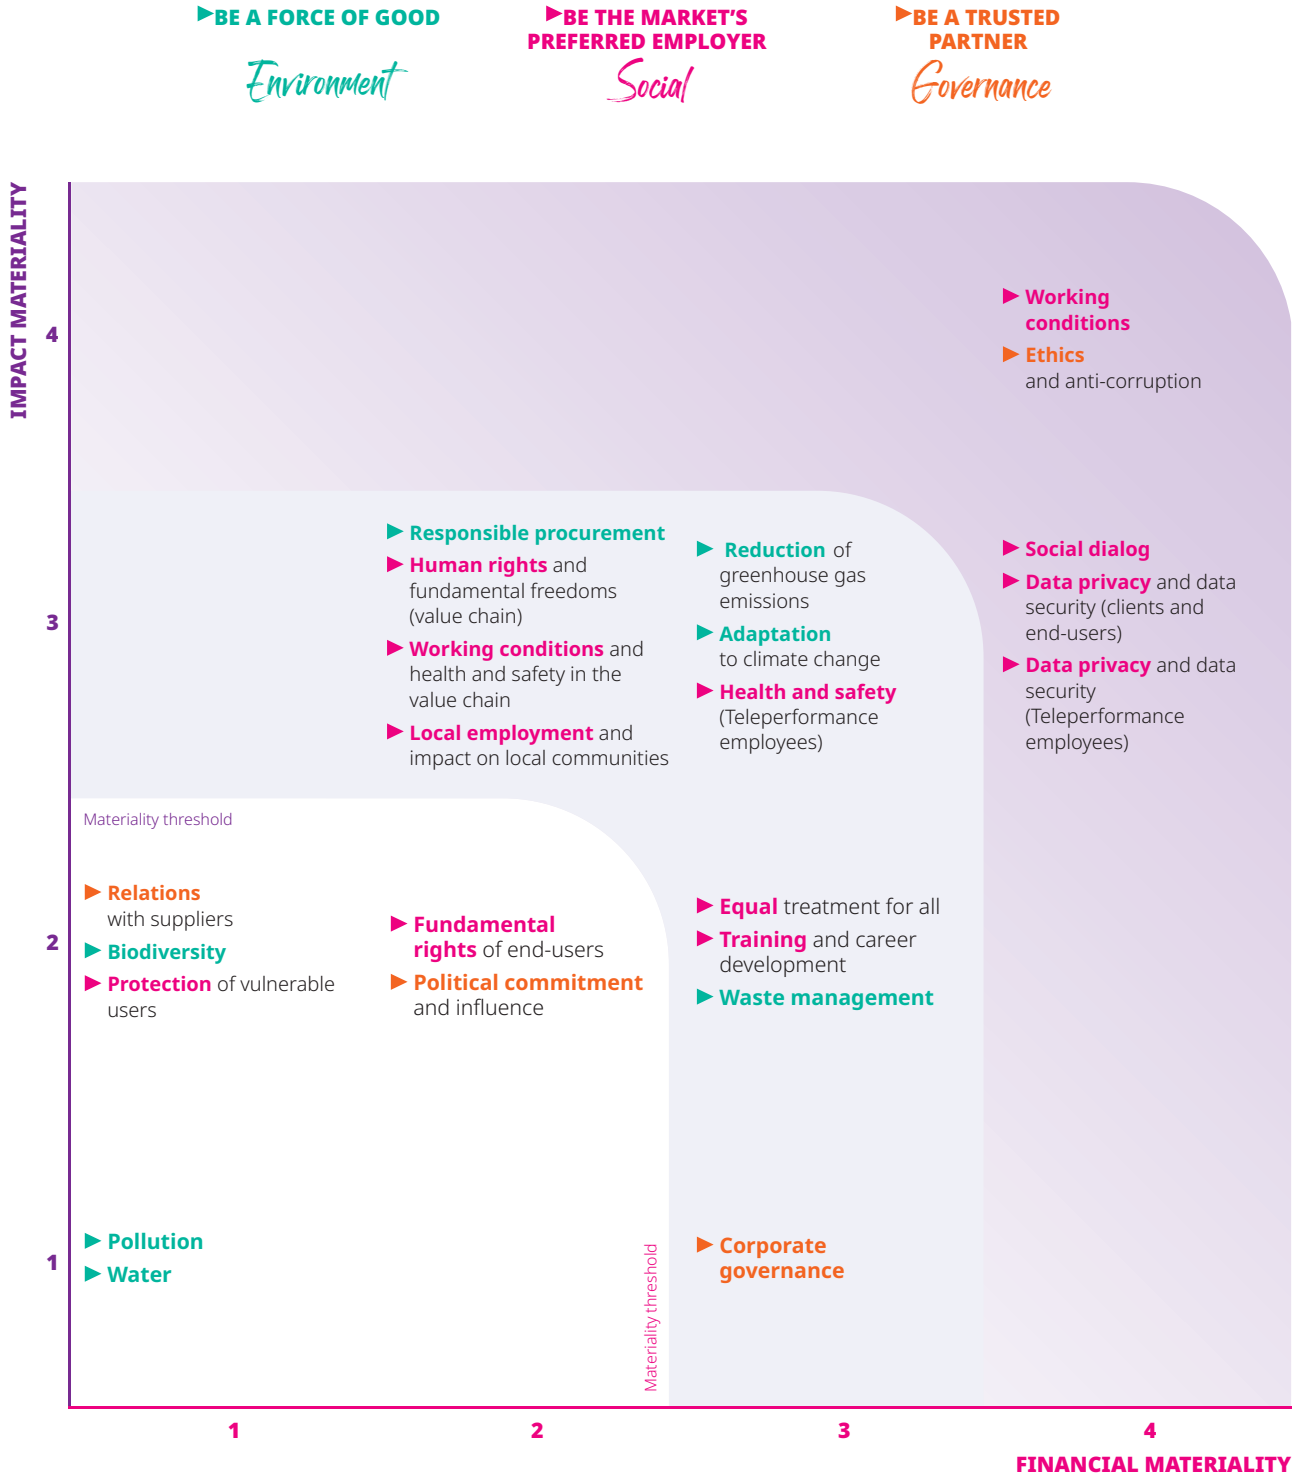 BE A FORCE OF GOOD
Environment
BE THE MARKET'S
PREFERRED EMPLOYER
Social
BE A TRUSTED
PARTNER
Governance
IMPACT MATERIALITY
4
Working
conditions
Ethics
and anti-corruption
3
Responsible procurement
Human rights and
fundamental freedoms
(value chain)
Working conditions and
health and safety in the
value chain
Local employment and
impact on local communities
Reduction of
greenhouse gas
emissions
Adaptation
to climate change
Health and safety
(Teleperformance
employees)
Social dialog
Data privacy and data
security (clients and
end-users)
Data privacy and data
security
(Teleperformance
employees)
Materiality threshold
2
Relations
with suppliers
Biodiversity
Protection of vulnerable
users
Fundamental
rights of end-users
Political commitment
and influence
Equal treatment for all
Training and career
development
Waste management
1
Pollution
Water
Materiality threshold
Corporate
governance
1
2
3
4
FINANCIAL MATERIALITY